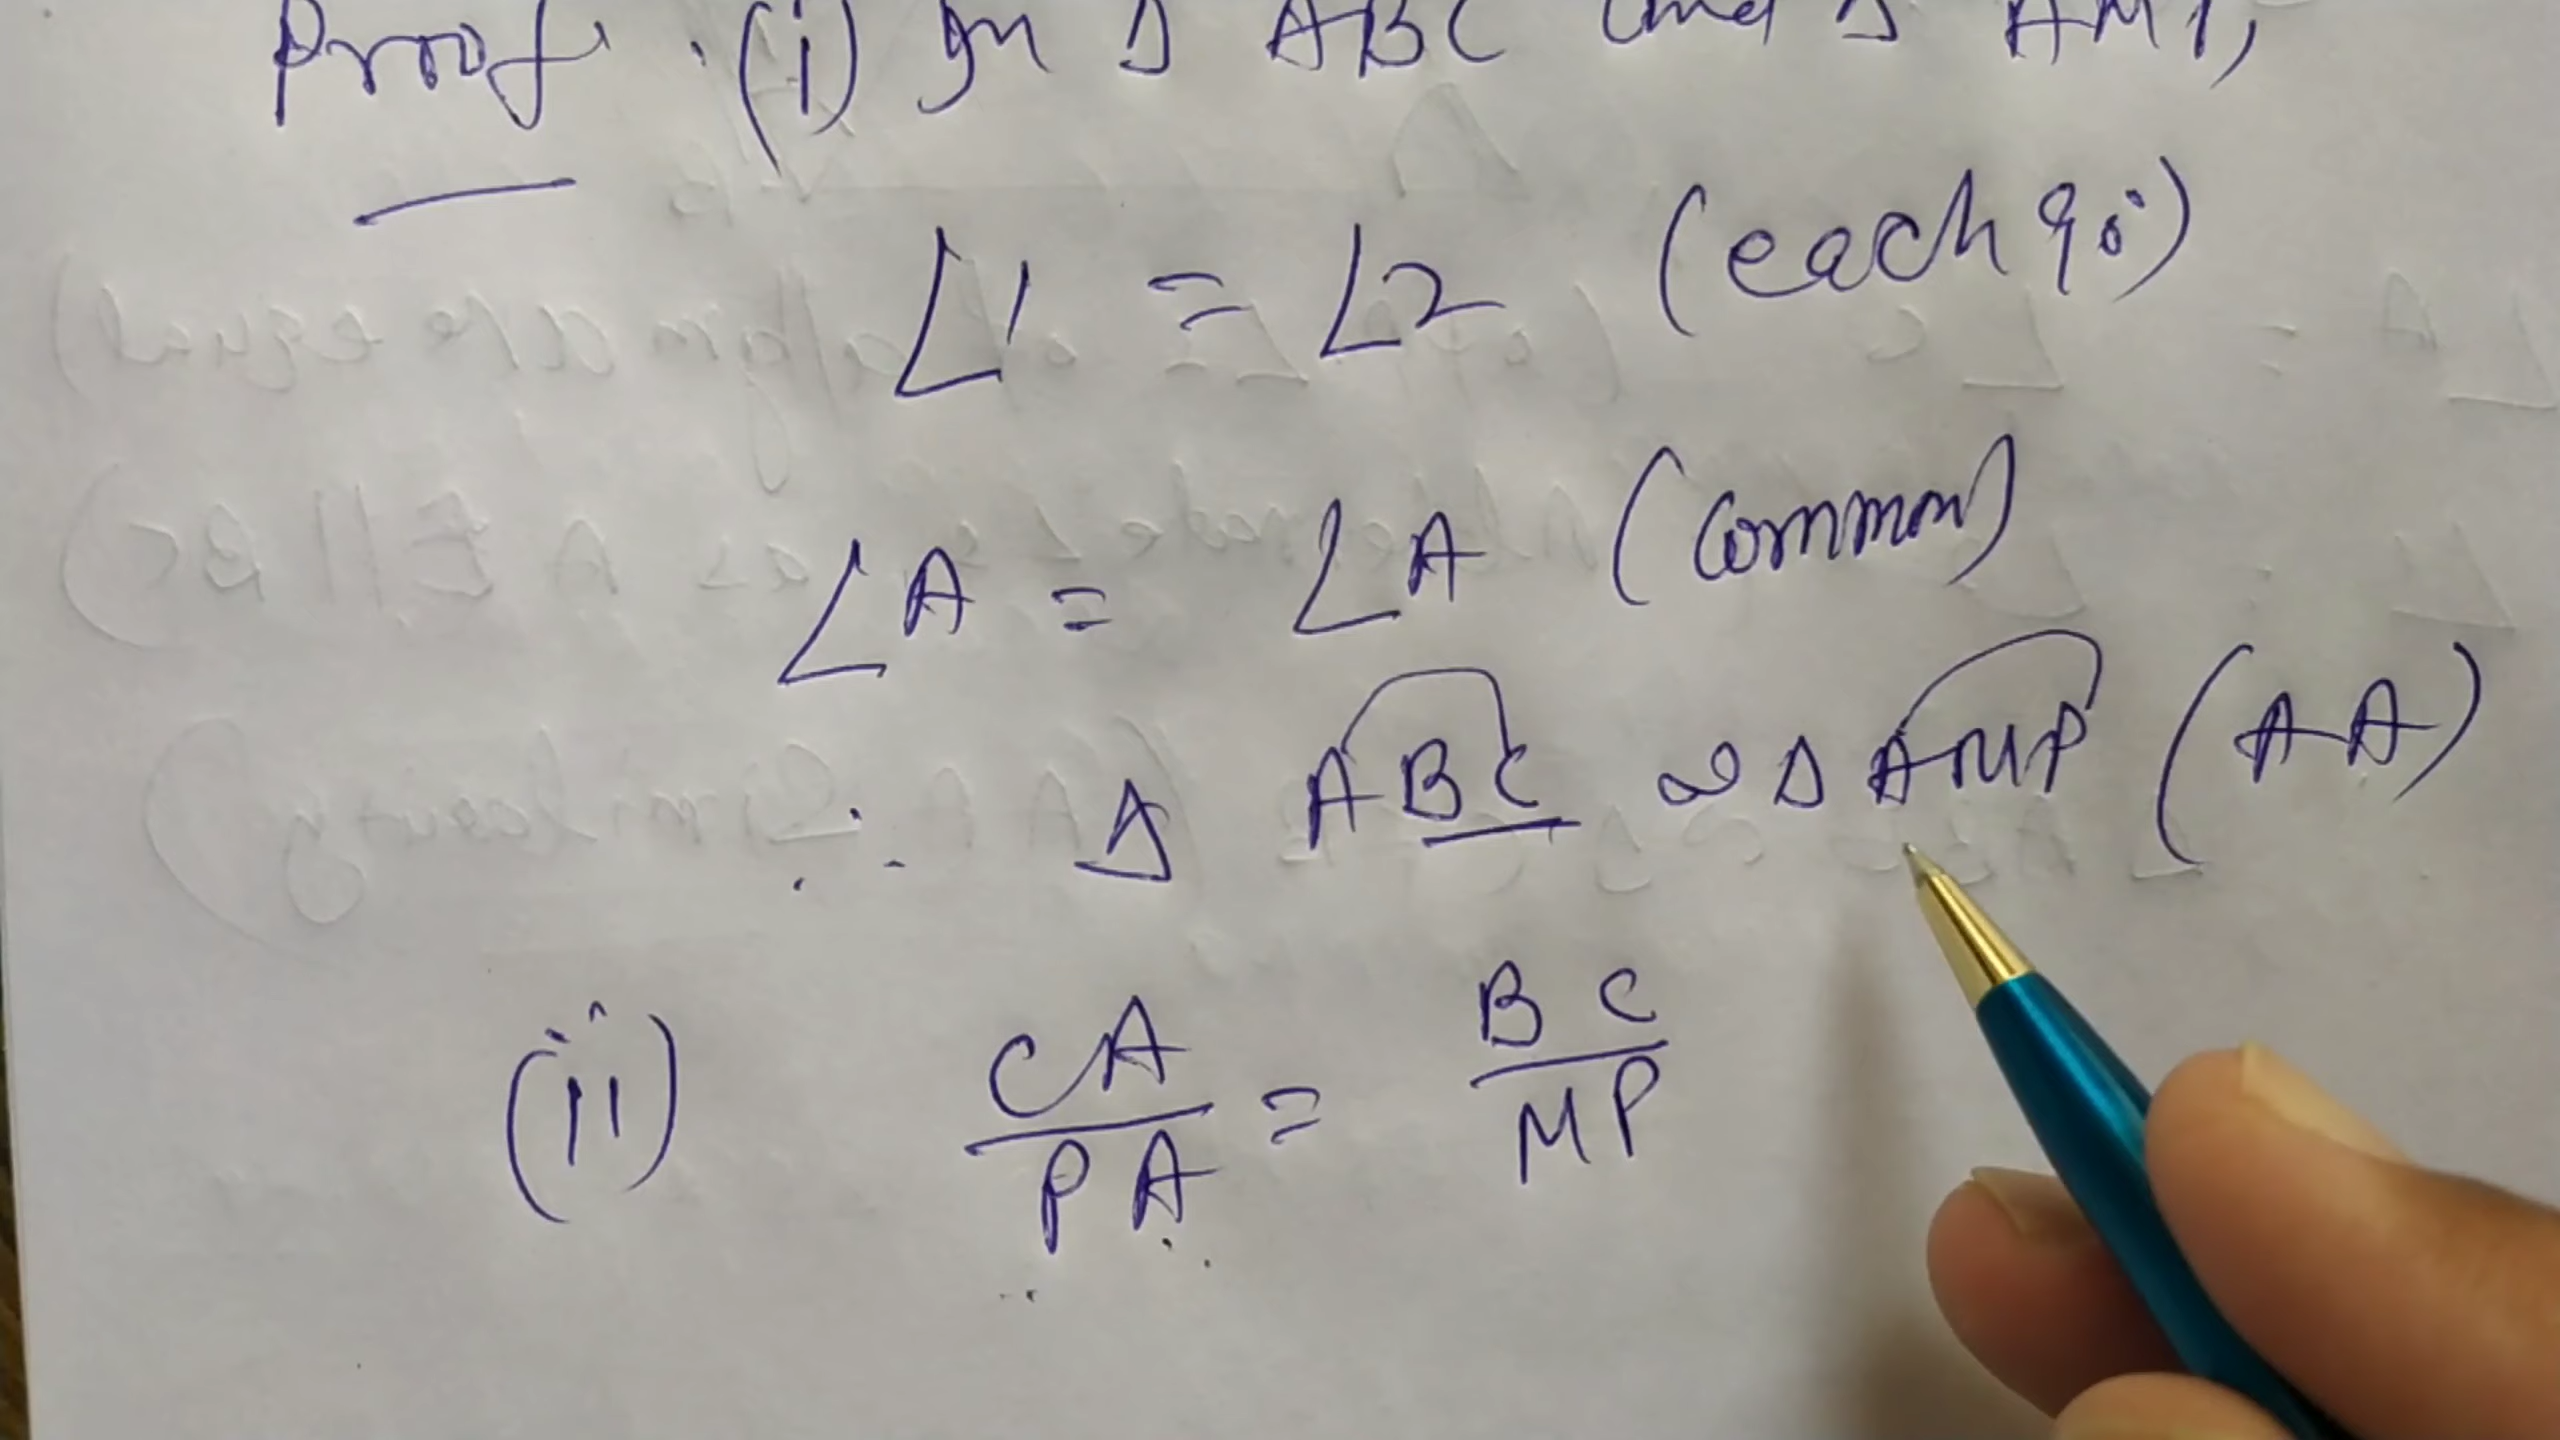 Proof: (i) In Δ ABC and Δ AMP,
∠1 = ∠2 (each 90°)
∠A = ∠A (Common)
∴ Δ ABC ∼ Δ AMP (AA)
(ii) CA/PA = BC/MP